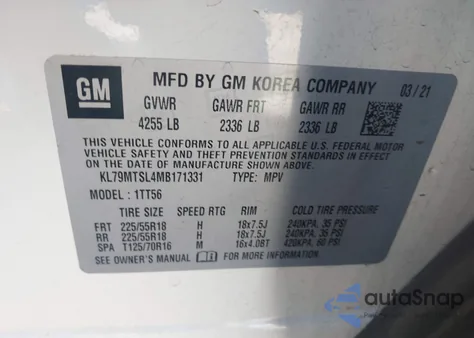 GM
MFD BY GM KOREA COMPANY 03/21
GVWR GAWR FRT GAWR RR
4255 LB 2336 LB 2336 LB
THIS VEHICLE CONFORMS TO ALL APPLICABLE U.S. FEDERAL MOTOR
VEHICLE SAFETY, BUMPER, AND THEFT PREVENTION STANDARDS
IN EFFECT ON THE DATE OF MANUFACTURE SHOWN ABOVE.
KL79MTSL4MB171331 TYPE: MPV
MODEL: 1TT56
TIRE SIZE SPEED RTG RIM COLD TIRE PRESSURE
FRT 225/55R18 H 18x7.5J 240KPA, 35 PSI
RR 225/55R18 H 18x7.5J 240KPA, 35 PSI
SPA T125/70R16 M 16x4.0BT 420KPA, 60 PSI
SEE OWNER'S MANUAL FOR MORE INFORMATION
autoSnap